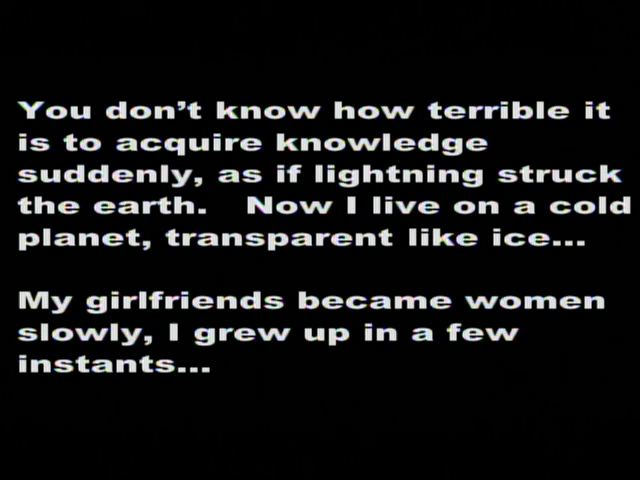 You don't know how terrible it
is to acquire knowledge
suddenly, as if lightning struck
the earth.   Now I live on a cold
planet, transparent like ice...
My girlfriends became women
slowly, I grew up in a few
instants...